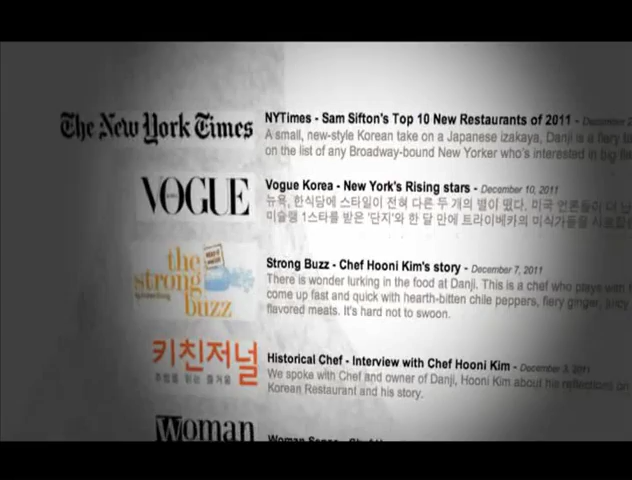 The New York Times
NYTimes - Sam Sifton's Top 10 New Restaurants of 2011 - December
A small, new-style Korean take on a Japanese izakaya, Danji is a fiery
on the list of any Broadway-bound New Yorker who's interested in big
VOGUE
Vogue Korea - New York's Rising stars - December 10, 2011
뉴욕, 한식당에 스타일이 전혀 다른 두 개의 별이 떴다. 미국 언론들이 더
미슐랭 1스타를 받은 '단지'와 한 달 만에 트라이베카의 미식가들을
the strong buzz
Strong Buzz - Chef Hooni Kim's story - December 7, 2011
There is wonder lurking in the food at Danji. This is a chef who plays with
come up fast and quick with hearth-bitten chile peppers, fiery ginger, juicy
flavored meats. It's hard not to swoon.
키친저널
Historical Chef - Interview with Chef Hooni Kim - December 3, 2011
We spoke with Chef and owner of Danji, Hooni Kim about his reflections on
Korean Restaurant and his story.
Woman